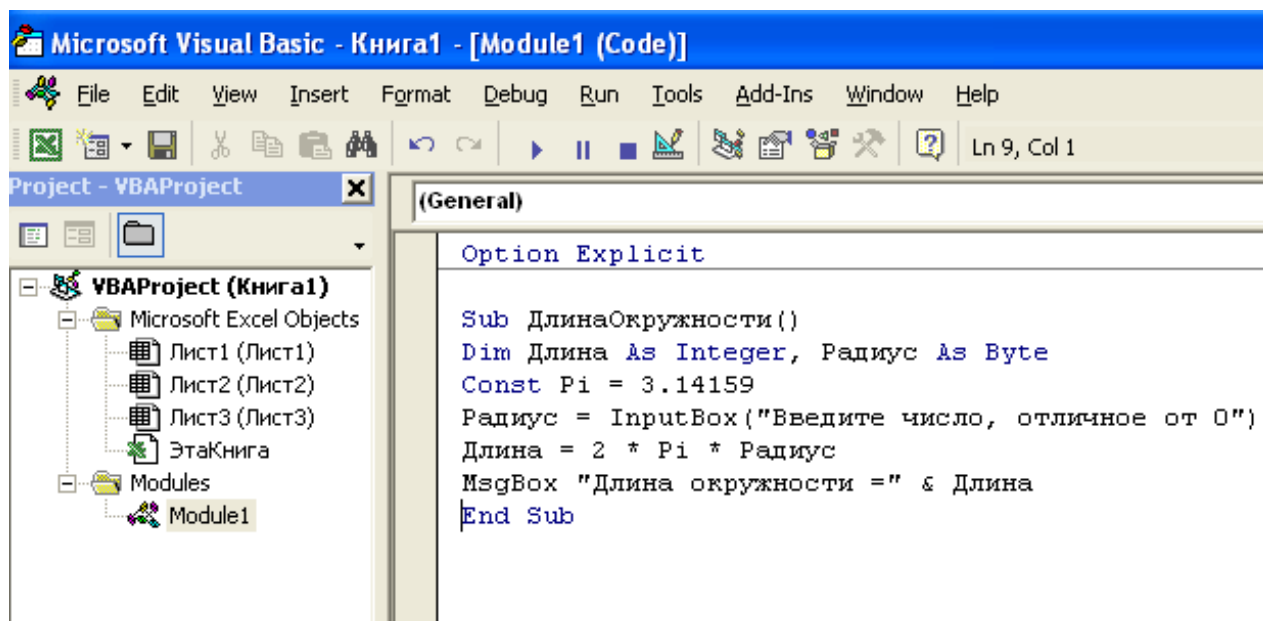 Microsoft Visual Basic - Книга1 - [Module1 (Code)]
File Edit View Insert Format Debug Run Tools Add-Ins Window Help
Ln 9, Col 1
Project - VBAProject
(General)
VBAProject (Книга1)
Microsoft Excel Objects
Лист1 (Лист1)
Лист2 (Лист2)
Лист3 (Лист3)
ЭтаКнига
Modules
Module1
Option Explicit
Sub ДлинаОкружности()
Dim Длина As Integer, Радиус As Byte
Const Pi = 3.14159
Радиус = InputBox("Введите число, отличное от 0")
Длина = 2 * Pi * Радиус
MsgBox "Длина окружности =" & Длина
End Sub